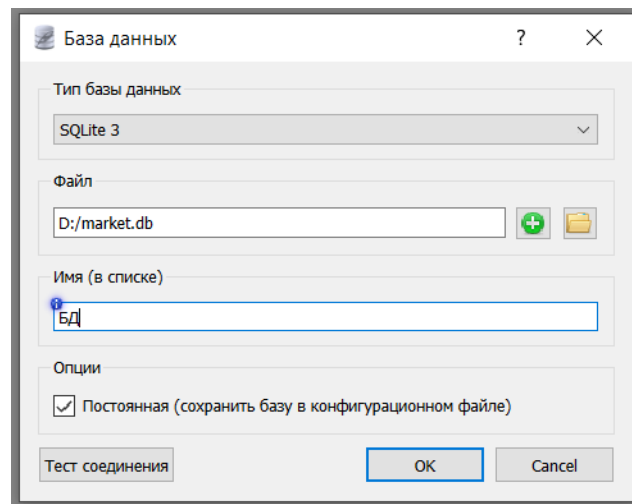 База данных
?
Тип базы данных
SQLite 3
Файл
D:/market.db
Имя (в списке)
БД
Опции
Постоянная (сохранить базу в конфигурационном файле)
Тест соединения
OK
Cancel